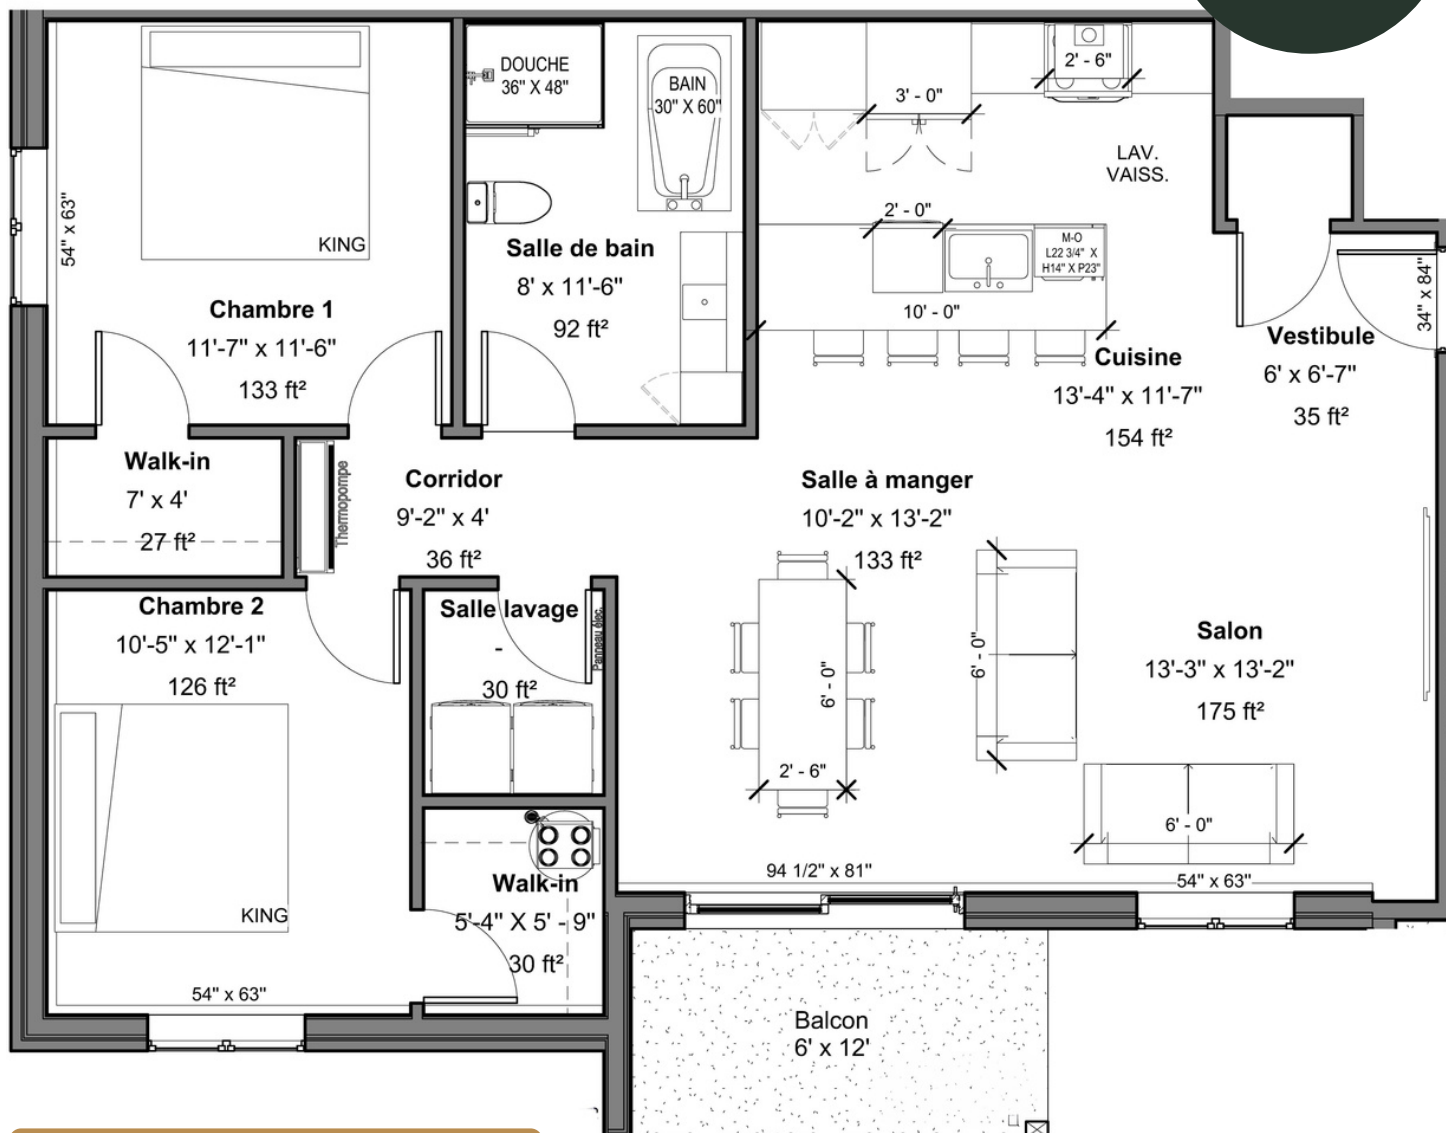 DOUCHE
36" X 48"
BAIN
30" X 60"
2' - 6"
3' - 0"
LAV.
VAISS.
54" x 63"
KING
Chambre 1
11'-7" x 11'-6"
133 ft²
Salle de bain
8' x 11'-6"
92 ft²
2' - 0"
M-O
L22 3/4" X
H14" X P23"
10' - 0"
34" x 84"
Vestibule
6' x 6'-7"
35 ft²
Cuisine
13'-4" x 11'-7"
154 ft²
Walk-in
7' x 4'
27 ft²
Thermopompe
Corridor
9'-2" x 4'
36 ft²
Salle à manger
10'-2" x 13'-2"
133 ft²
Chambre 2
10'-5" x 12'-1"
126 ft²
Salle lavage
-
30 ft²
Panneau élec.
6' - 0"
2' - 6"
6' - 0"
Salon
13'-3" x 13'-2"
175 ft²
6' - 0"
KING
54" x 63"
Walk-in
5'-4" X 5' - 9"
30 ft²
94 1/2" x 81"
54" x 63"
Balcon
6' x 12'